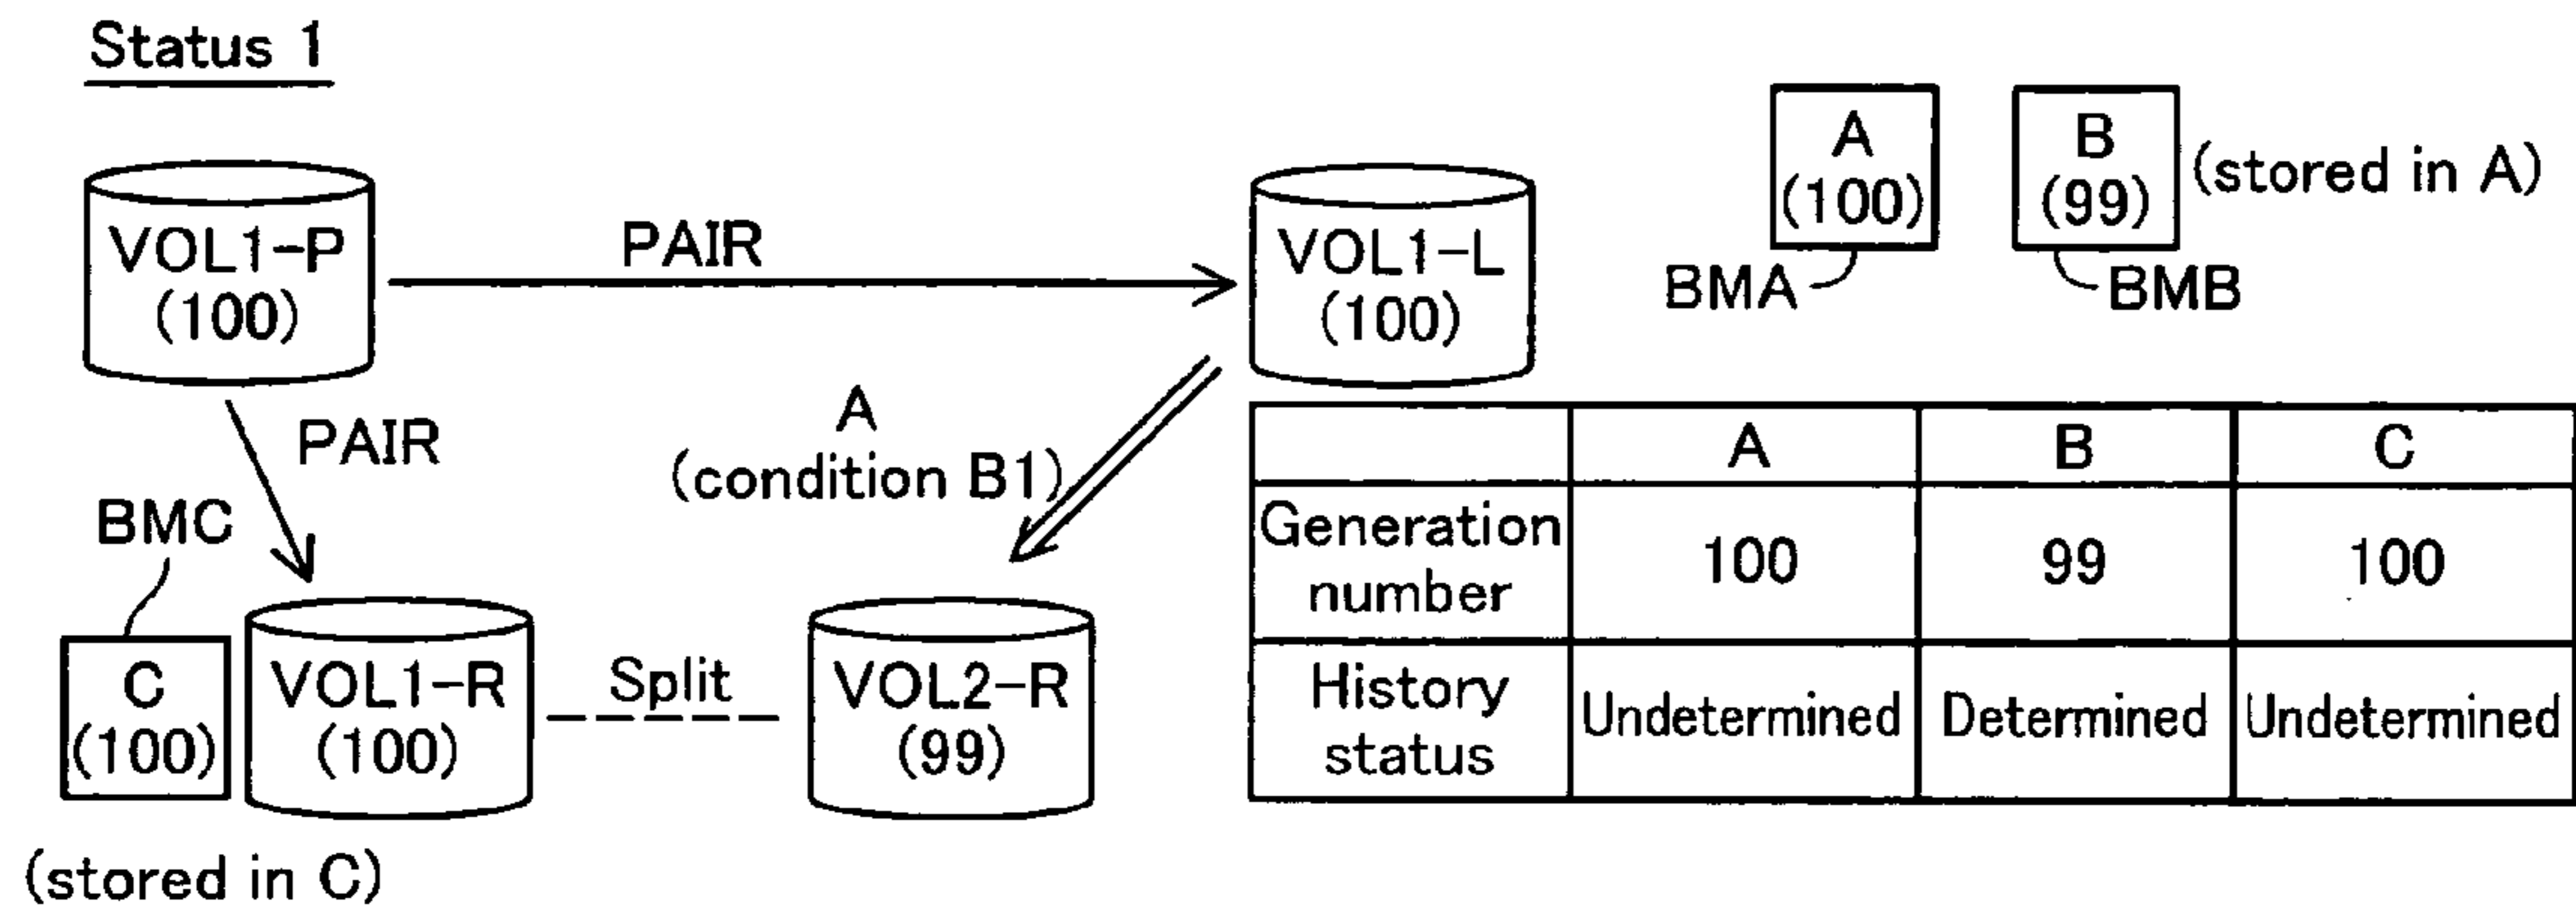 Status 1
VOL1-P
(100)
PAIR
VOL1-L
(100)
A
(100)
BMA
B
(99)
BMB
(stored in A)
PAIR
A
(condition B1)
BMC
C
(100)
(stored in C)
VOL1-R
(100)
Split
VOL2-R
(99)
A B C
Generation
number
100 99 100
History
status
Undetermined Determined Undetermined